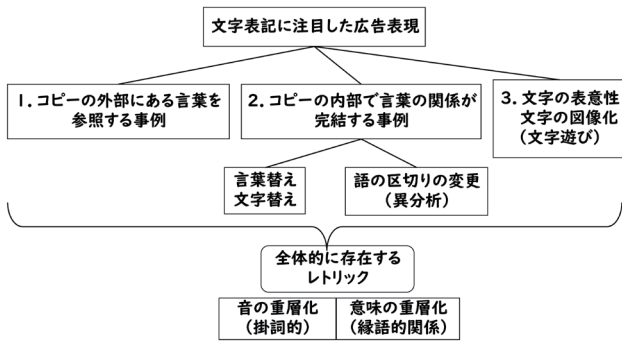 文字表記に注目した広告表現
1.コピーの外部にある言葉を
参照する事例
2.コピーの内部で言葉の関係が
完結する事例
3.文字の表意性
文字の図像化
(文字遊び)
言葉替え
文字替え
語の区切りの変更
(異分析)
全体的に存在する
レトリック
音の重層化
(掛詞的)
意味の重層化
(縁語的関係)